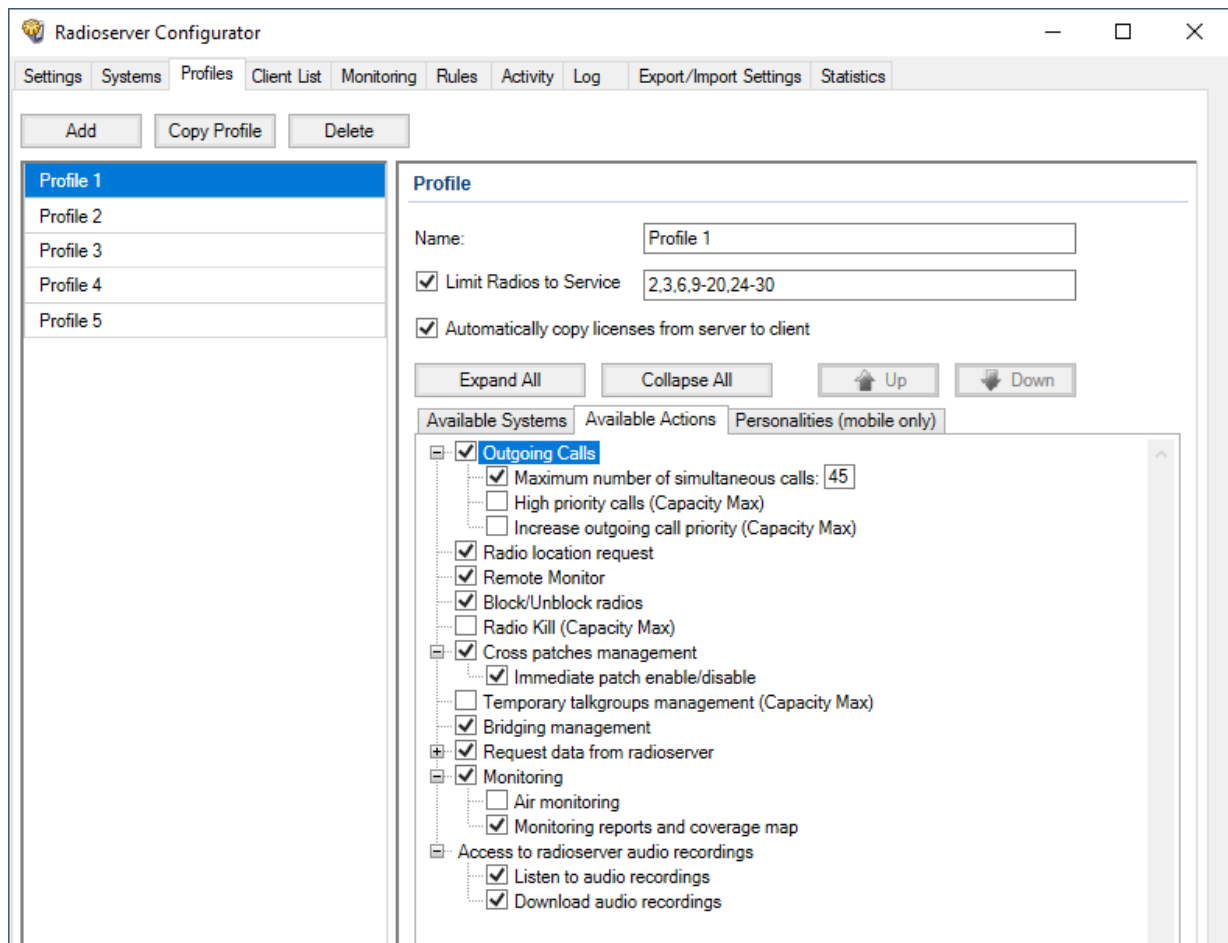 Radioserver Configurator
Settings Systems Profiles Client List Monitoring Rules Activity Log Export/Import Settings Statistics
Add Copy Profile Delete
Profile 1
Profile 2
Profile 3
Profile 4
Profile 5
Profile
Name: Profile 1
Limit Radios to Service 2,3,6,9-20,24-30
Automatically copy licenses from server to client
Expand All Collapse All Up Down
Available Systems Available Actions Personalities (mobile only)
Outgoing Calls
Maximum number of simultaneous calls: 45
High priority calls (Capacity Max)
Increase outgoing call priority (Capacity Max)
Radio location request
Remote Monitor
Block/Unblock radios
Radio Kill (Capacity Max)
Cross patches management
Immediate patch enable/disable
Temporary talkgroups management (Capacity Max)
Bridging management
Request data from radioserver
Monitoring
Air monitoring
Monitoring reports and coverage map
Access to radioserver audio recordings
Listen to audio recordings
Download audio recordings